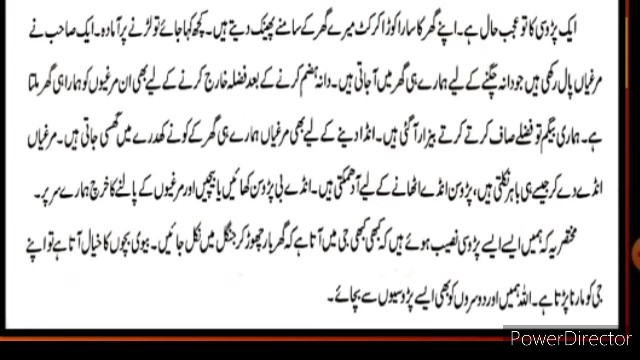 ایک پڑوسی کا تو عجب حال ہے۔ اپنے گھر کا سارا کوڑا کرکٹ میرے گھر کے سامنے پھینک دیتے ہیں۔ کچھ کہا جائے تو لڑنے پر آمادہ۔ ایک صاحب نے
مرغیاں پال رکھی ہیں جو دانہ چگنے کے لیے ہمارے ہی گھر میں آ جاتی ہیں۔ دانہ ہضم کرنے کے بعد فضلہ خارج کرنے کے لیے بھی ان مرغیوں کو ہمارا ہی گھر ملتا
ہے۔ ہماری بیگم تو فضلے صاف کرتے کرتے بیزار آ گئی ہیں۔ انڈا دینے کے لیے بھی مرغیاں ہمارے ہی گھر کے کونے کھدرے میں گھسی جاتی ہیں۔ مرغیاں
انڈے دے کر جیسے ہی باہر نکلتی ہیں، پڑوسن انڈے اٹھانے کے لیے آ دھمکتی ہیں۔ انڈے بی پڑوسن کھائیں یا بیچیں اور مرغیوں کے پالنے کا خرچ ہمارے سر پر۔
مختصر یہ کہ ہمیں ایسے ایسے پڑوسی نصیب ہوئے ہیں کہ کبھی کبھی جی میں آتا ہے کہ گھر بار چھوڑ کر جنگل میں نکل جائیں۔ بیوی بچوں کا خیال آتا ہے تو اپنے
جی کو مارنا پڑتا ہے۔ اللہ ہمیں اور دوسروں کو بھی ایسے پڑوسیوں سے بچائے۔
PowerDirector